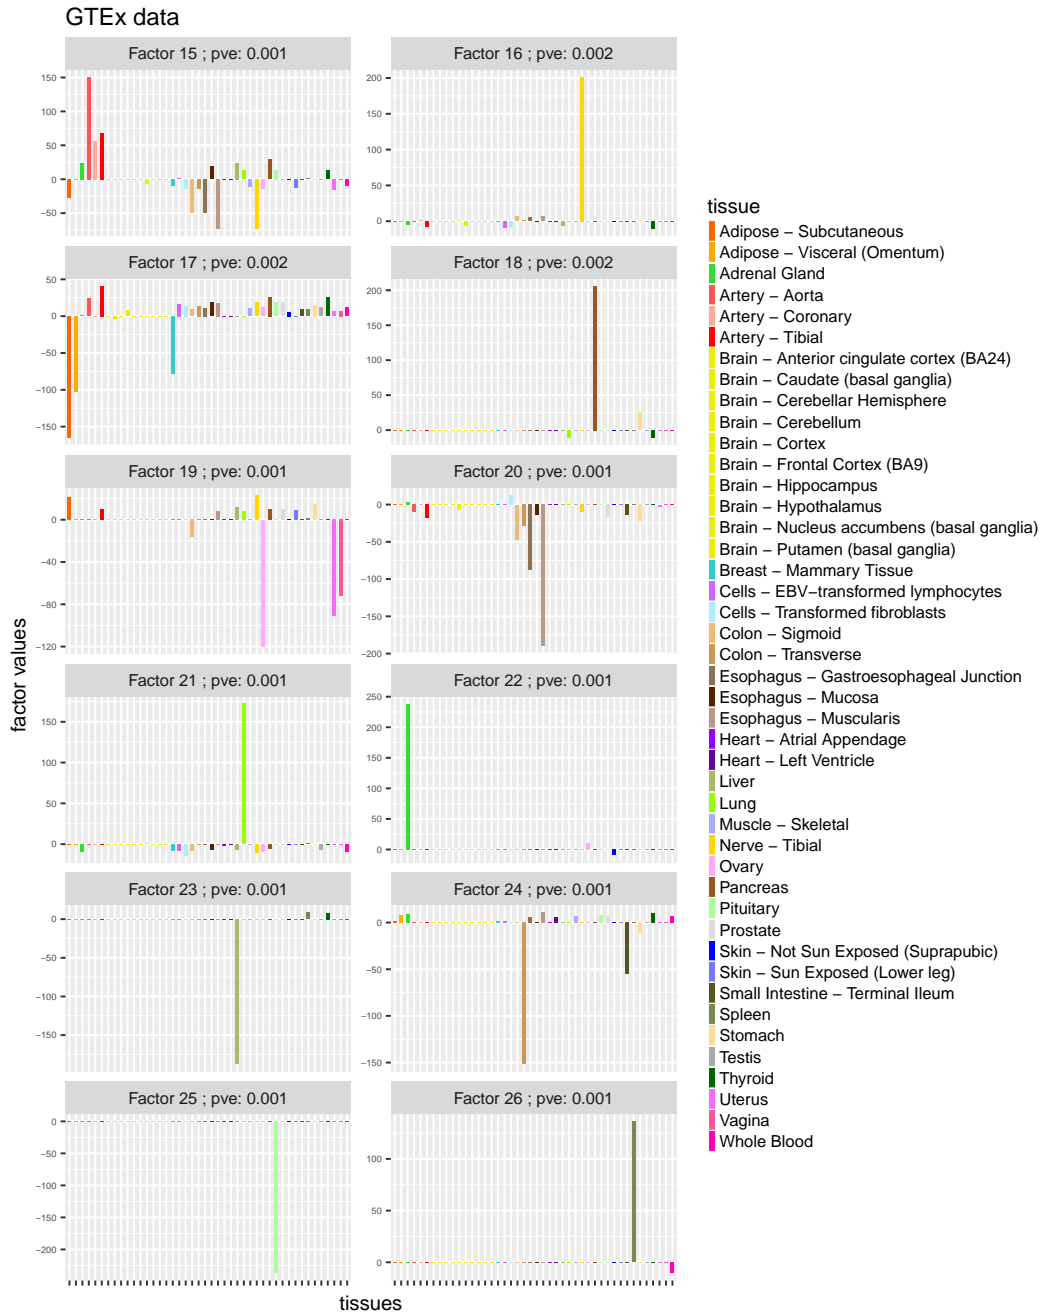 GTEx data
Factor 15 ; pve: 0.001
Factor 16 ; pve: 0.002
150
100
50
0
−50
200
150
100
50
0
Factor 17 ; pve: 0.002
Factor 18 ; pve: 0.002
50
0
−50
−100
−150
200
150
100
50
0
Factor 19 ; pve: 0.001
Factor 20 ; pve: 0.001
0
−40
−80
−120
0
−50
−100
−150
−200
Factor 21 ; pve: 0.001
Factor 22 ; pve: 0.001
150
100
50
0
250
200
150
100
50
0
Factor 23 ; pve: 0.001
Factor 24 ; pve: 0.001
0
−50
−100
−150
0
−50
−100
−150
Factor 25 ; pve: 0.001
Factor 26 ; pve: 0.001
0
−50
−100
−150
−200
100
50
0
factor values
tissues
tissue
Adipose − Subcutaneous
Adipose − Visceral (Omentum)
Adrenal Gland
Artery − Aorta
Artery − Coronary
Artery − Tibial
Brain − Anterior cingulate cortex (BA24)
Brain − Caudate (basal ganglia)
Brain − Cerebellar Hemisphere
Brain − Cerebellum
Brain − Cortex
Brain − Frontal Cortex (BA9)
Brain − Hippocampus
Brain − Hypothalamus
Brain − Nucleus accumbens (basal ganglia)
Brain − Putamen (basal ganglia)
Breast − Mammary Tissue
Cells − EBV−transformed lymphocytes
Cells − Transformed fibroblasts
Colon − Sigmoid
Colon − Transverse
Esophagus − Gastroesophageal Junction
Esophagus − Mucosa
Esophagus − Muscularis
Heart − Atrial Appendage
Heart − Left Ventricle
Liver
Lung
Muscle − Skeletal
Nerve − Tibial
Ovary
Pancreas
Pituitary
Prostate
Skin − Not Sun Exposed (Suprapubic)
Skin − Sun Exposed (Lower leg)
Small Intestine − Terminal Ileum
Spleen
Stomach
Testis
Thyroid
Uterus
Vagina
Whole Blood